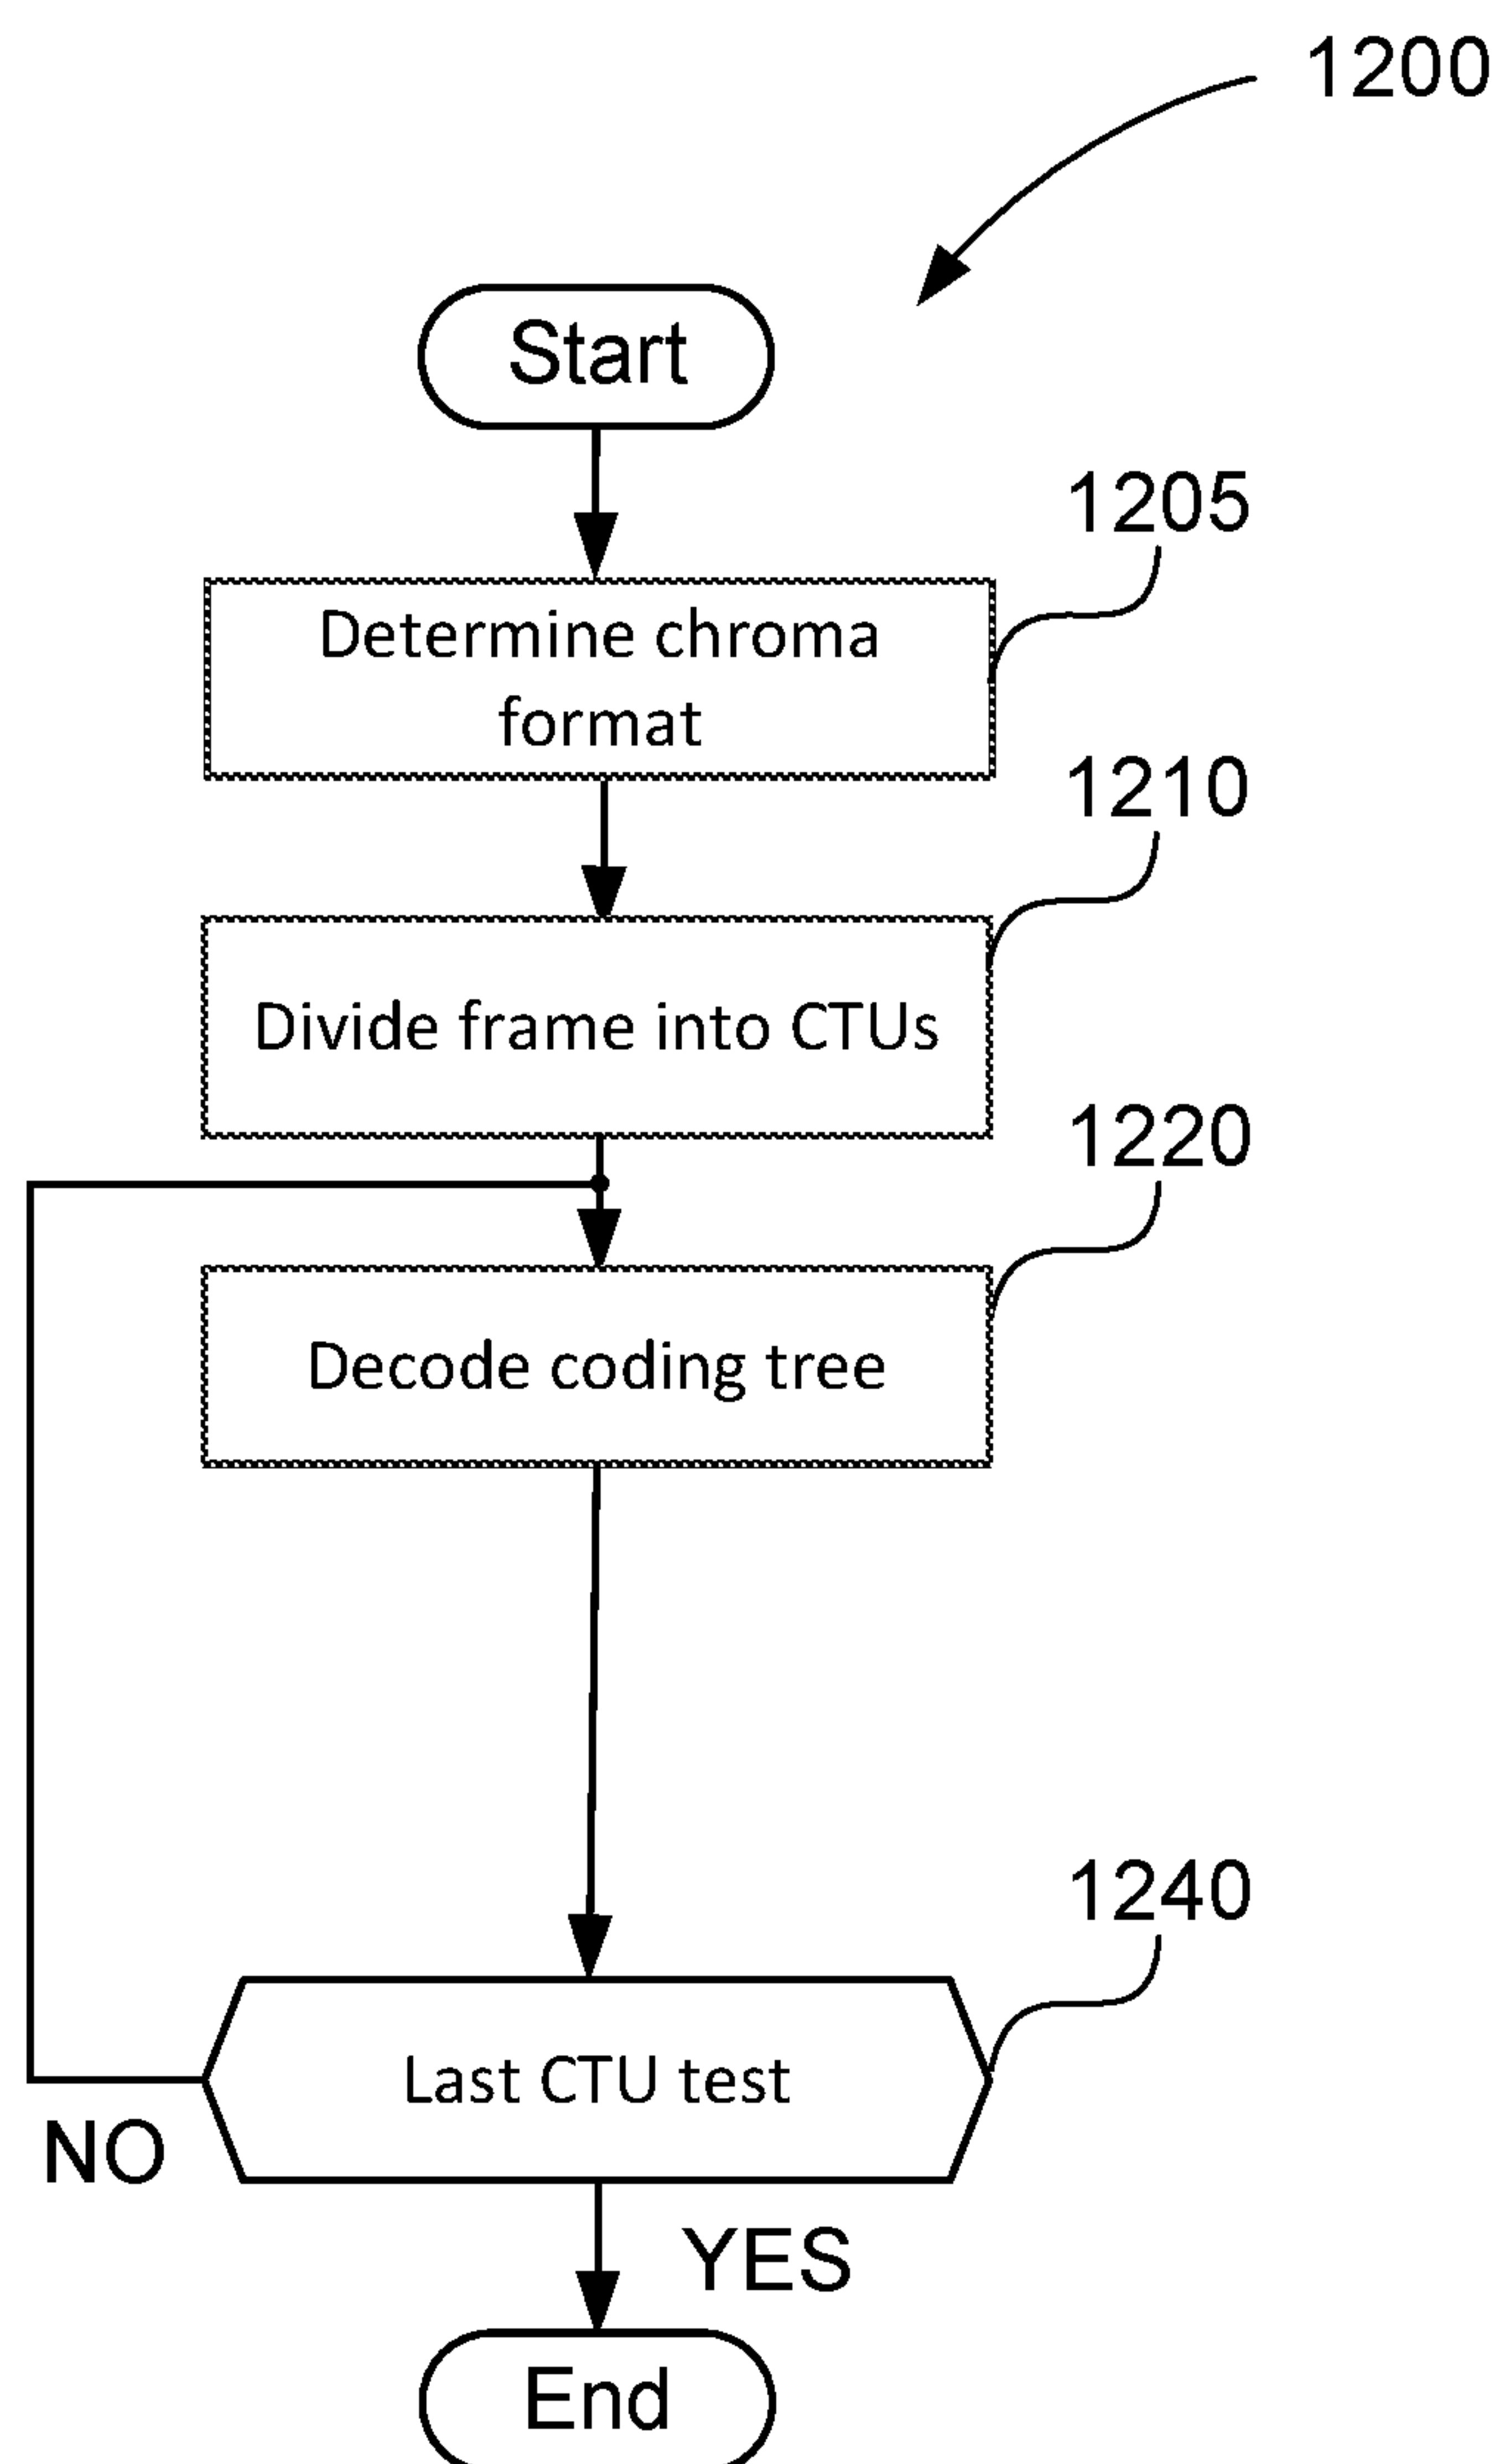 1200
Start
1205
Determine chroma
format
1210
Divide frame into CTUs
1220
Decode coding tree
1240
Last CTU test
NO
YES
End